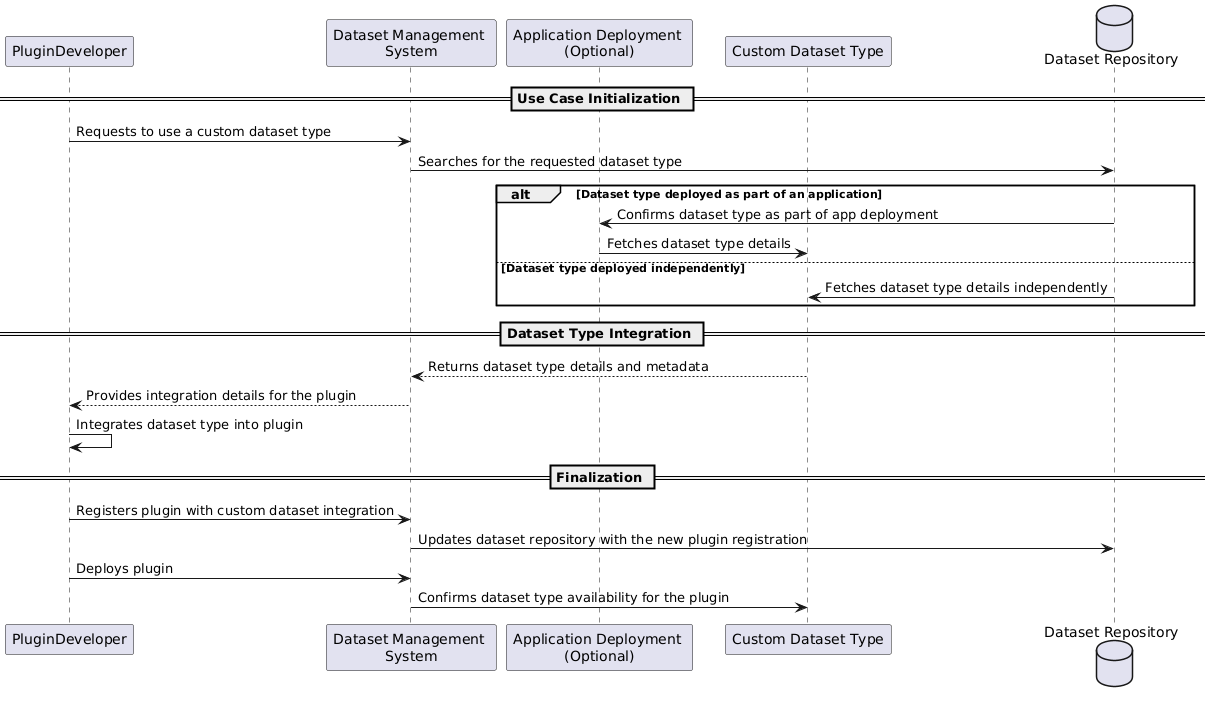 PluginDeveloper
Dataset Management
System
Application Deployment
(Optional)
Custom Dataset Type
Dataset Repository
Use Case Initialization
Requests to use a custom dataset type
Searches for the requested dataset type
alt
[Dataset type deployed as part of an application]
Confirms dataset type as part of app deployment
Fetches dataset type details
[Dataset type deployed independently]
Fetches dataset type details independently
Dataset Type Integration
Returns dataset type details and metadata
Provides integration details for the plugin
Integrates dataset type into plugin
Finalization
Registers plugin with custom dataset integration
Updates dataset repository with the new plugin registration
Deploys plugin
Confirms dataset type availability for the plugin
PluginDeveloper
Dataset Management
System
Application Deployment
(Optional)
Custom Dataset Type
Dataset Repository